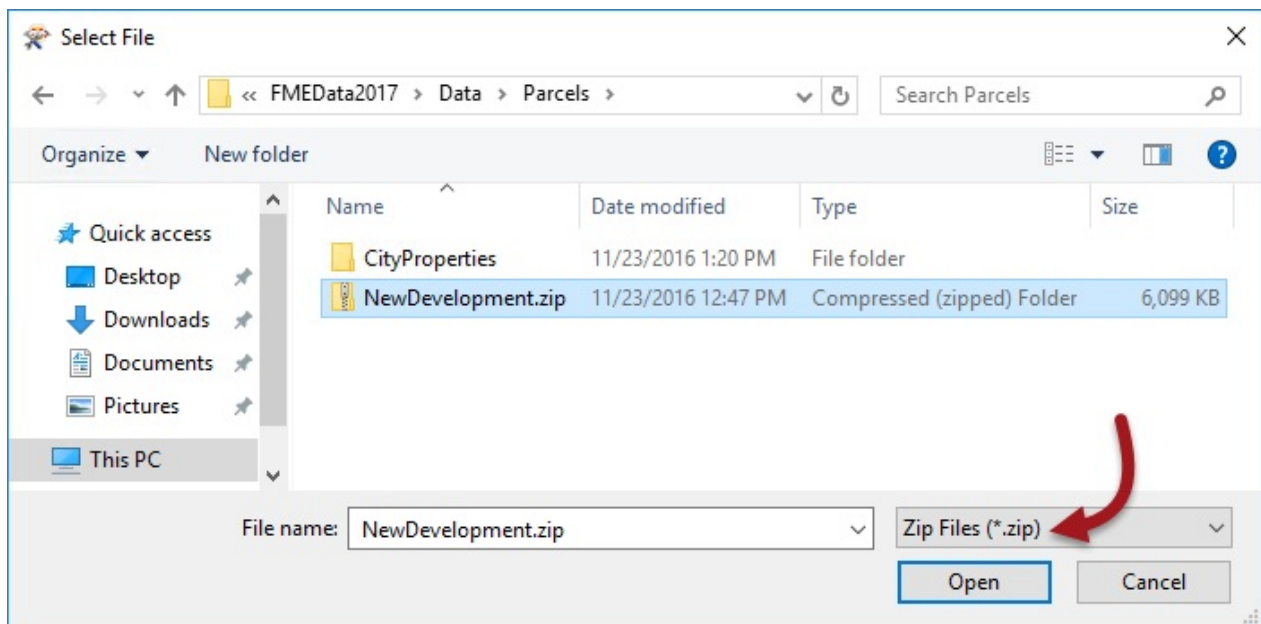 Select File
« FMEData2017 > Data > Parcels >
Search Parcels
Organize
New folder
?
Name
Date modified
Type
Size
Quick access
Desktop
Downloads
Documents
Pictures
This PC
CityProperties 11/23/2016 1:20 PM File folder
NewDevelopment.zip 11/23/2016 12:47 PM Compressed (zipped) Folder 6,099 KB
File name: NewDevelopment.zip
Zip Files (*.zip)
Open
Cancel